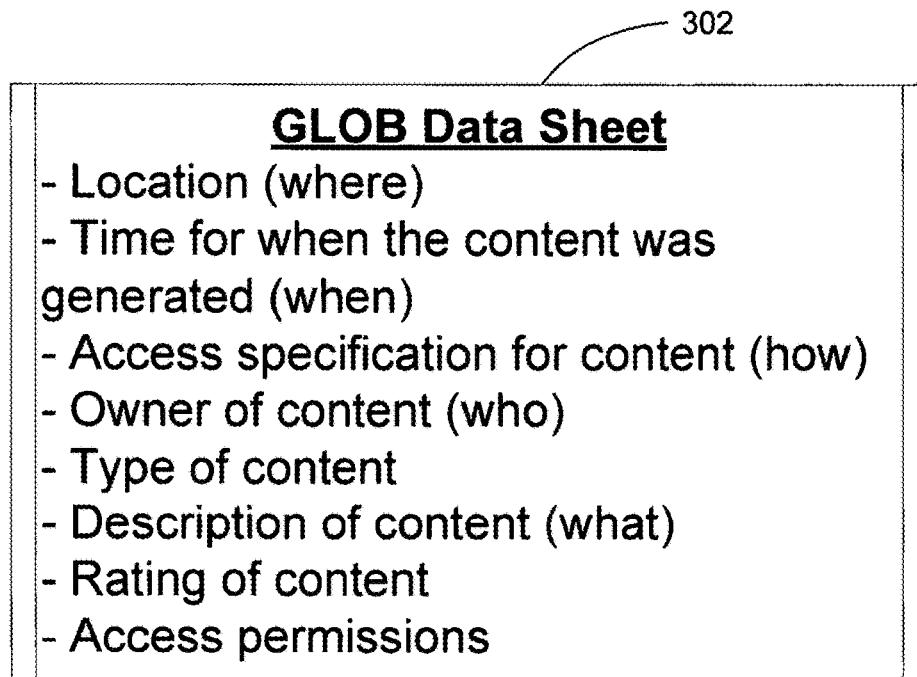 302
GLOB Data Sheet
- Location (where)
- Time for when the content was
generated (when)
- Access specification for content (how)
- Owner of content (who)
- Type of content
- Description of content (what)
- Rating of content
- Access permissions